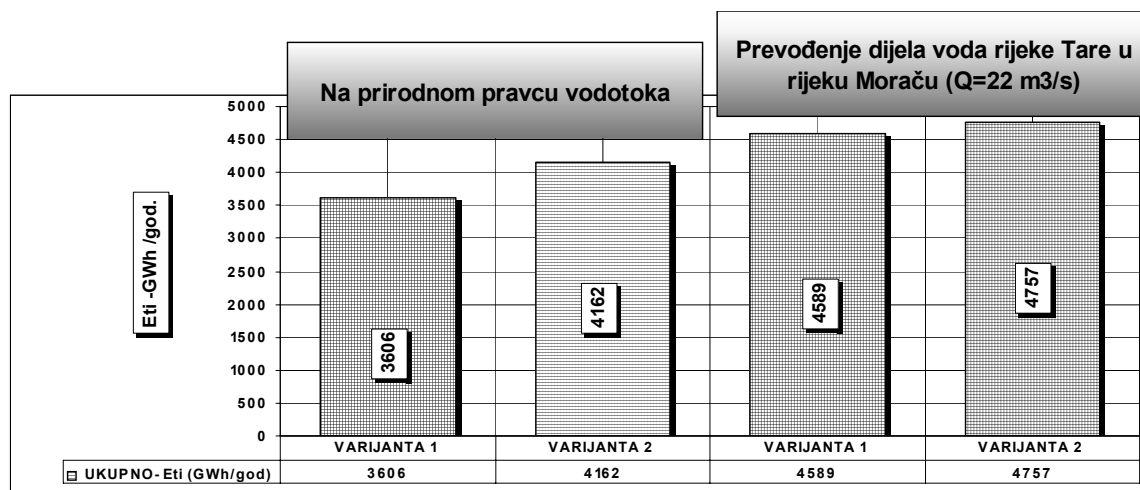 Na prirodnom pravcu vodotoka
Prevođenje dijela voda rijeke Tare u
rijeku Moraču (Q=22 m3/s)
Eti -GWh /god.
5000
4500
4000
3500
3000
2500
2000
1500
1000
500
0
3606
4162
4589
4757
VARIJANTA 1
VARIJANTA 2
VARIJANTA 1
VARIJANTA 2
UKUPNO- Eti (GWh/god)
3606
4162
4589
4757